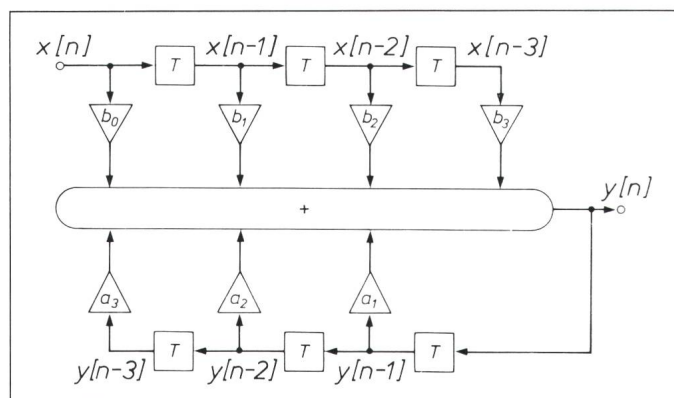 x[n] x[n-1] x[n-2] x[n-3]
T T T
b₀ b₁ b₂ b₃
y[n]
+
a₃ a₂ a₁
T T T
y[n-3] y[n-2] y[n-1]